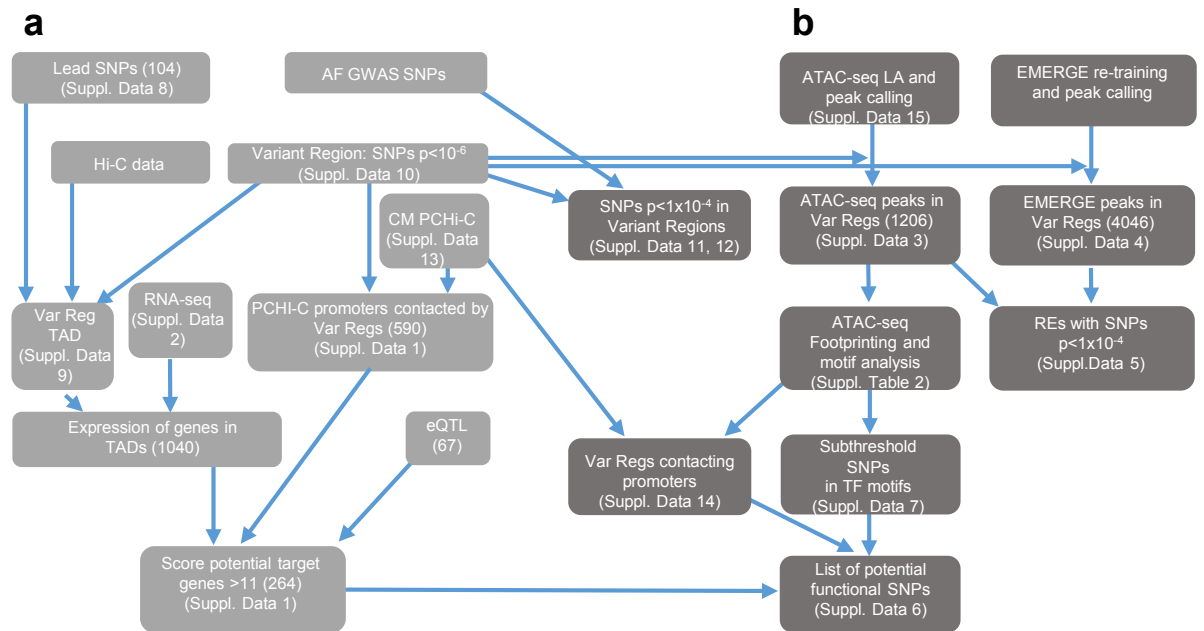 a
b
Lead SNPs (104)
(Suppl. Data 8)
AF GWAS SNPs
ATAC-seq LA and
peak calling
(Suppl. Data 15)
EMERGE re-training
and peak calling
Hi-C data
Variant Region: SNPs p<10-6
(Suppl. Data 10)
CM PCHi-C
(Suppl. Data
13)
SNPs p<1x10-4 in
Variant Regions
(Suppl. Data 11, 12)
ATAC-seq peaks in
Var Regs (1206)
(Suppl. Data 3)
EMERGE peaks in
Var Regs (4046)
(Suppl. Data 4)
Var Reg
TAD
(Suppl. Data
9)
RNA-seq
(Suppl. Data
2)
PCHI-C promoters contacted by
Var Regs (590)
(Suppl. Data 1)
ATAC-seq
Footprinting and
motif analysis
(Suppl. Table 2)
REs with SNPs
p<1x10-4
(Suppl.Data 5)
Expression of genes in
TADs (1040)
eQTL
(67)
Var Regs contacting
promoters
(Suppl. Data 14)
Subthreshold
SNPs
in TF motifs
(Suppl. Data 7)
Score potential target
genes >11 (264)
(Suppl. Data 1)
List of potential
functional SNPs
(Suppl. Data 6)